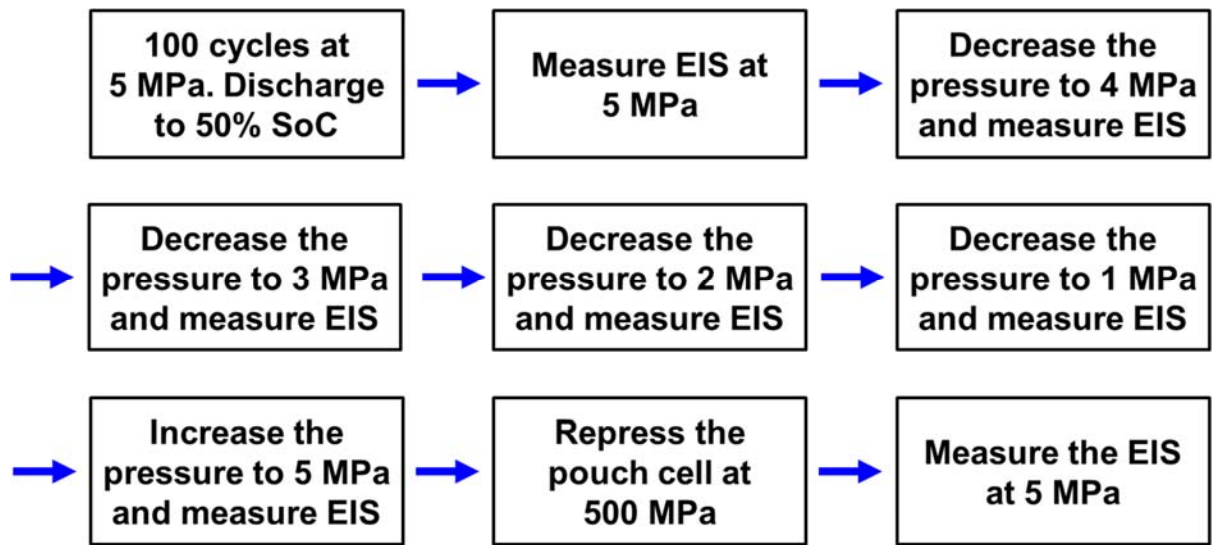 100 cycles at
5 MPa. Discharge
to 50% SoC
Measure EIS at
5 MPa
Decrease the
pressure to 4 MPa
and measure EIS
Decrease the
pressure to 3 MPa
and measure EIS
Decrease the
pressure to 2 MPa
and measure EIS
Decrease the
pressure to 1 MPa
and measure EIS
Increase the
pressure to 5 MPa
and measure EIS
Repress the
pouch cell at
500 MPa
Measure the EIS
at 5 MPa